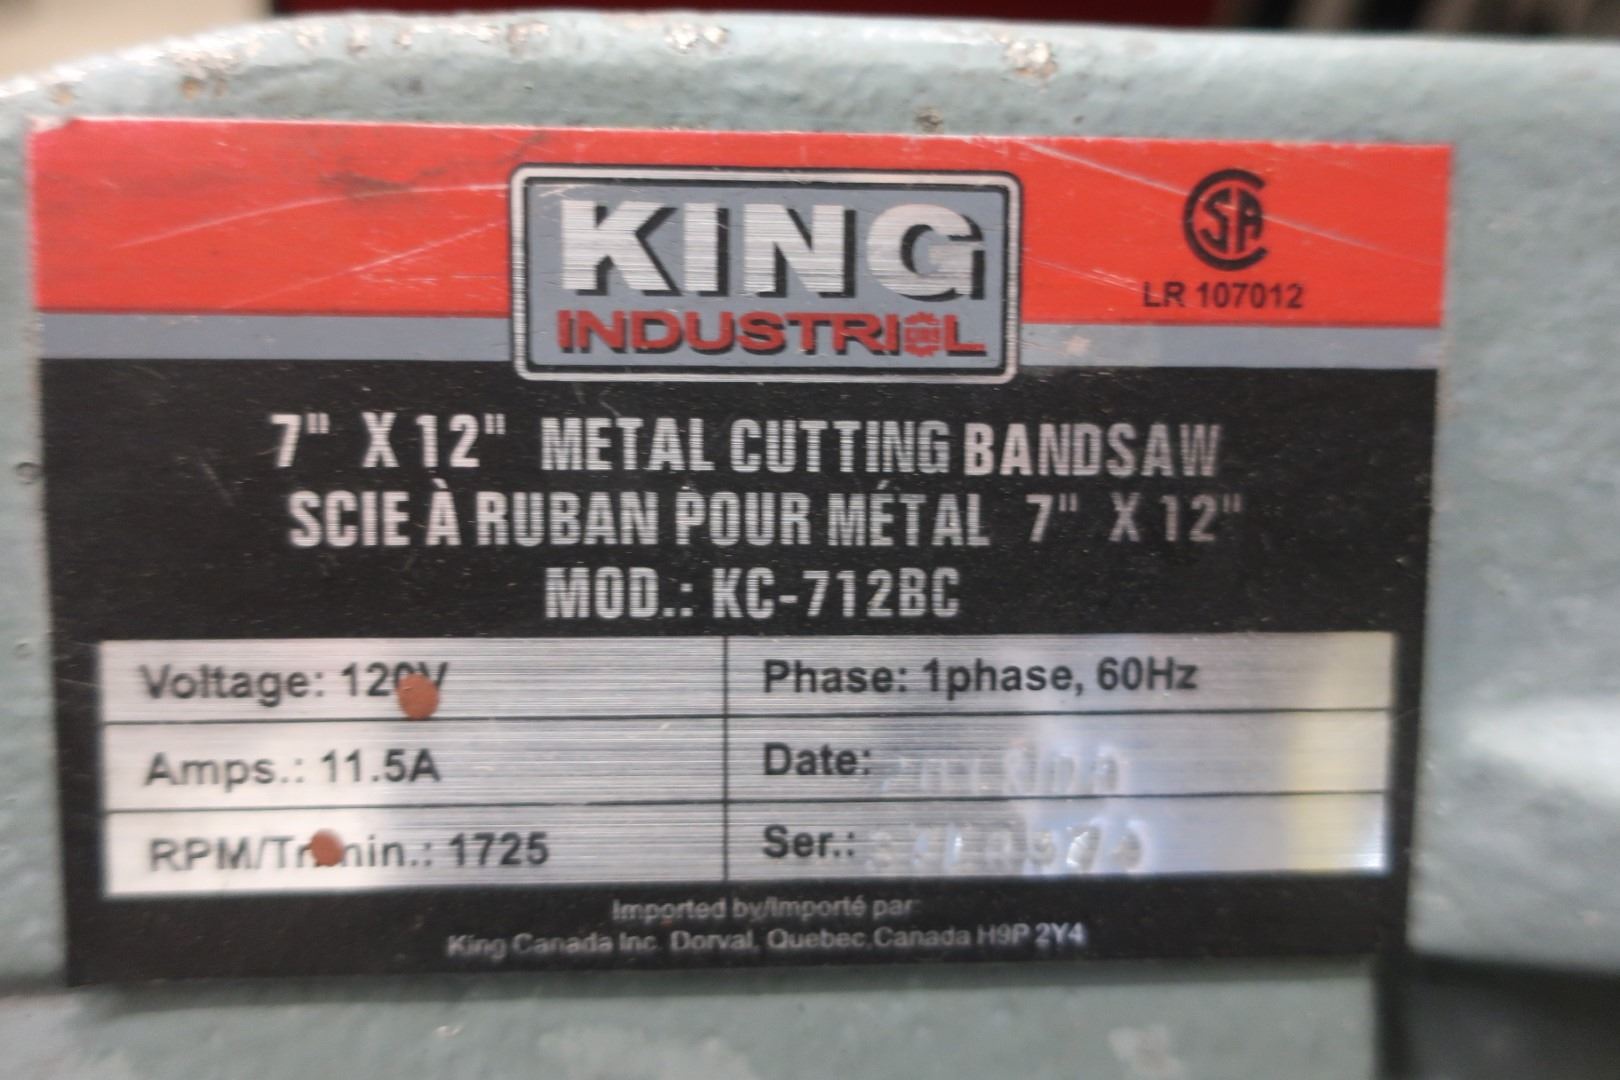 KING
INDUSTRIAL
CSA
LR 107012
7" X 12" METAL CUTTING BANDSAW
SCIE À RUBAN POUR MÉTAL 7" X 12"
MOD.: KC-712BC
Voltage: 120V
Phase: 1phase, 60Hz
Amps.: 11.5A
Date:
RPM/Tr/min.: 1725
Ser.:
Imported by/Importé par:
King Canada Inc. Dorval, Quebec, Canada H9P 2Y4